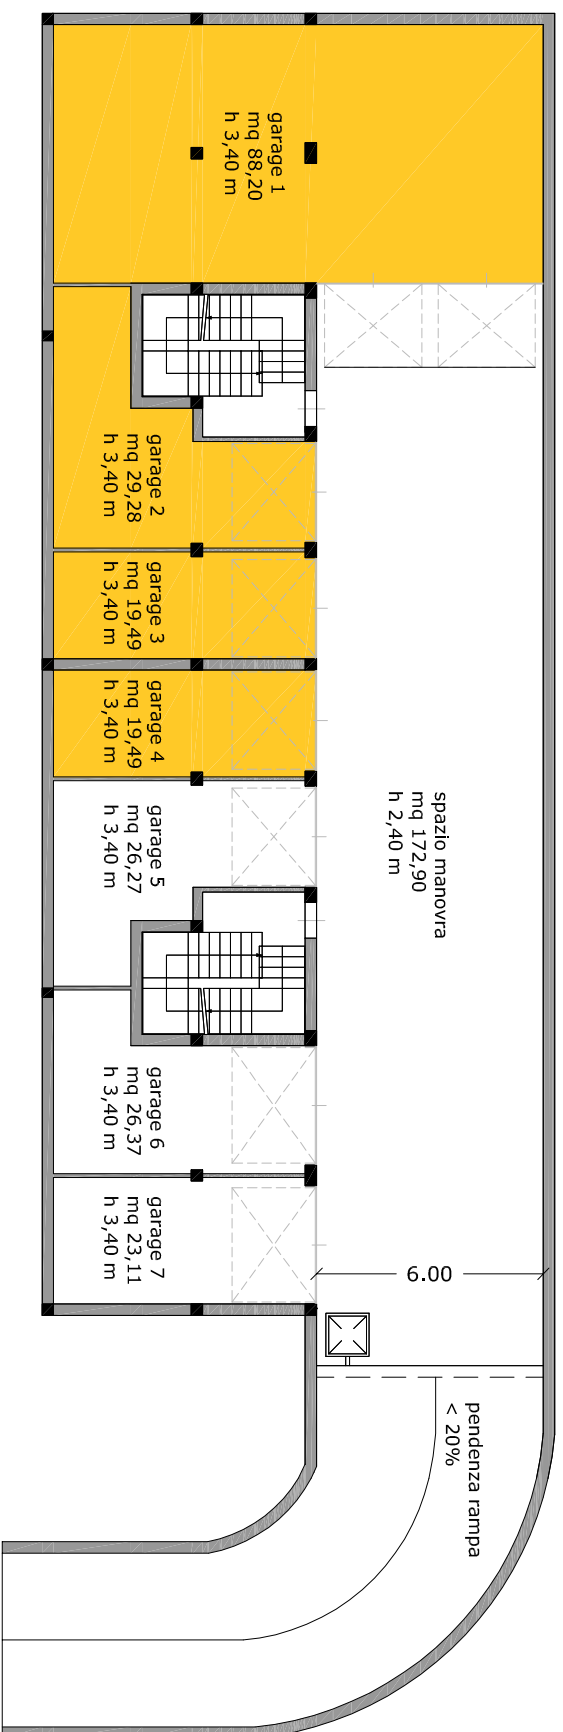 garage 1
mq 88,20
h 3,40 m
garage 2
mq 29,28
h 3,40 m
garage 3
mq 19,49
h 3,40 m
garage 4
mq 19,49
h 3,40 m
garage 5
mq 26,27
h 3,40 m
spazio manovra
mq 172,90
h 2,40 m
garage 6
mq 26,37
h 3,40 m
garage 7
mq 23,11
h 3,40 m
6.00
pendenza rampa
< 20%